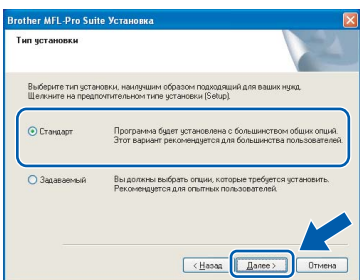 Brother MFL-Pro Suite Установка
Тип установки
Выберите тип установки, наилучшим образом подходящий для ваших нужд.
Щелкните на предпочтительном типе установки (Setup).
Стандарт
Программа будет установлена с большинством общих опций.
Этот вариант рекомендуется для большинства пользователей.
Задаваемый
Вы должны выбрать опции, которые требуется установить.
Рекомендуется для опытных пользователей.
< Назад
Далее >
Отмена